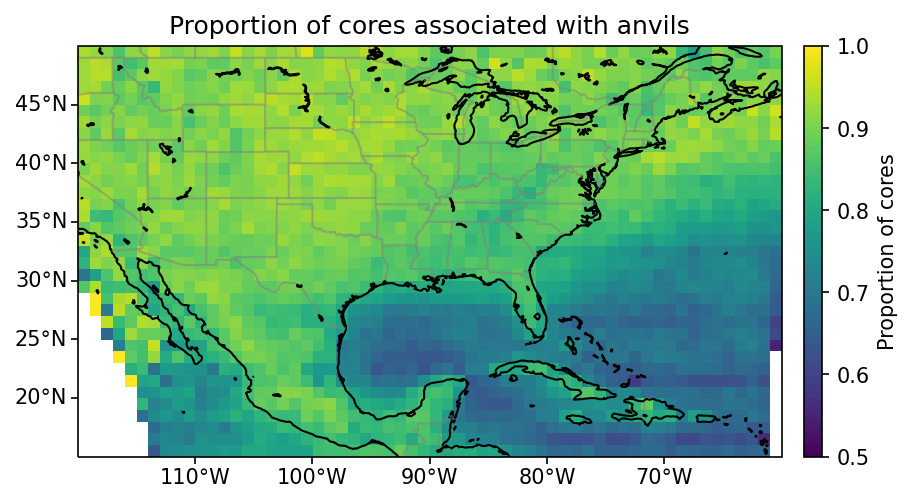 Proportion of cores associated with anvils
45°N
40°N
35°N
30°N
25°N
20°N
110°W
100°W
90°W
80°W
70°W
1.0
0.9
0.8
0.7
0.6
0.5
Proportion of cores